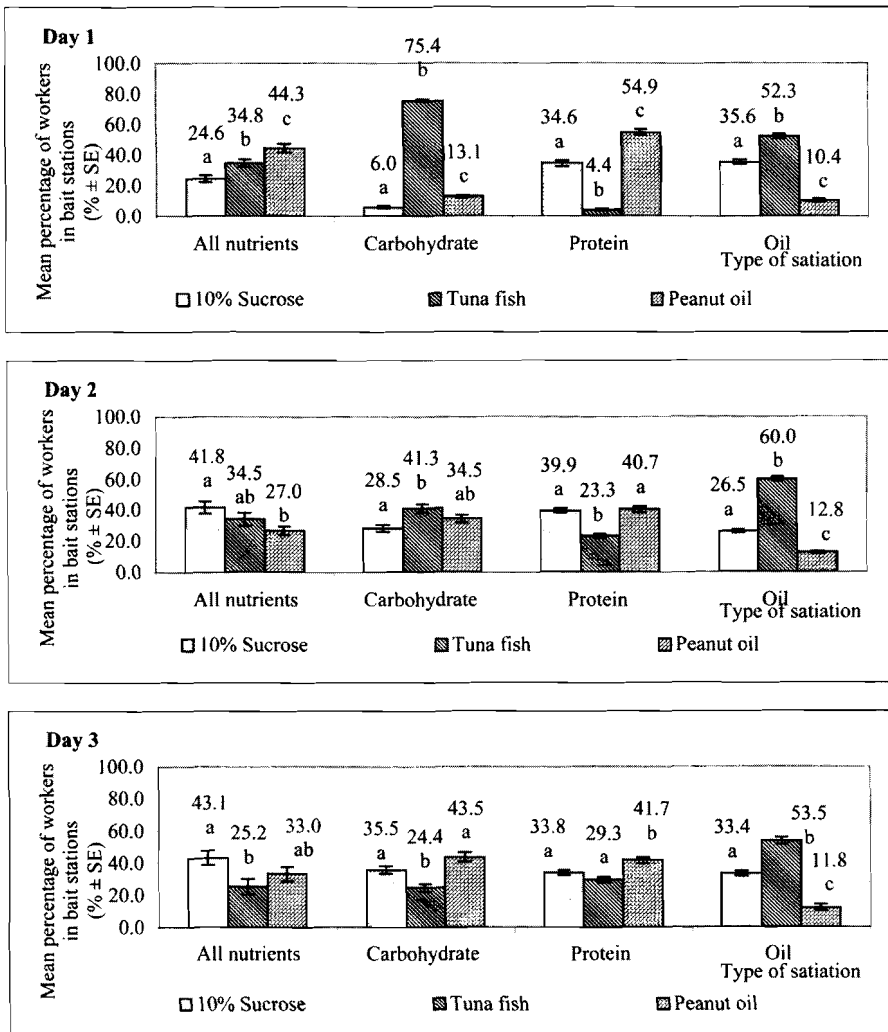 Day 1
Mean percentage of workers
in bait stations
(% ± SE)
100.0
80.0
60.0
40.0
20.0
0.0
24.6 34.8 44.3
a b c
6.0 75.4 13.1
a b c
34.6 4.4 54.9
a b c
35.6 52.3 10.4
a b c
All nutrients Carbohydrate Protein Oil
Type of satiation
10% Sucrose Tuna fish Peanut oil
Day 2
Mean percentage of workers
in bait stations
(% ± SE)
100.0
80.0
60.0
40.0
20.0
0.0
41.8 34.5 27.0
a ab b
28.5 41.3 34.5
a b ab
39.9 23.3 40.7
a b a
26.5 60.0 12.8
a b c
All nutrients Carbohydrate Protein Oil
Type of satiation
10% Sucrose Tuna fish Peanut oil
Day 3
Mean percentage of workers
in bait stations
(% ± SE)
100.0
80.0
60.0
40.0
20.0
0.0
43.1 25.2 33.0
a b ab
35.5 24.4 43.5
a b a
33.8 29.3 41.7
a a b
33.4 53.5 11.8
a b c
All nutrients Carbohydrate Protein Oil
Type of satiation
10% Sucrose Tuna fish Peanut oil